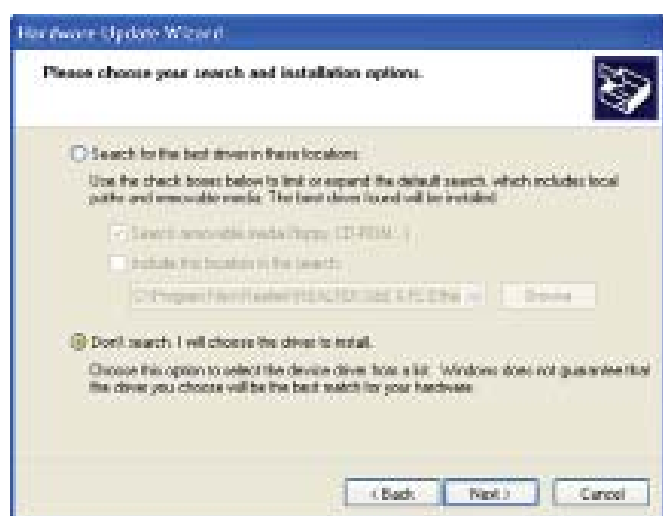 Hardware Update Wizard
Please choose your search and installation options.
Search for the best driver in these locations.
Use the check boxes below to limit or expand the default search, which includes local
paths and removable media. The best driver found will be installed.
Search removable media (floppy, CD-ROM...)
Include this location in the search:
Browse
Don't search. I will choose the driver to install.
Choose this option to select the device driver from a list. Windows does not guarantee that
the driver you choose will be the best match for your hardware.
< Back
Next >
Cancel